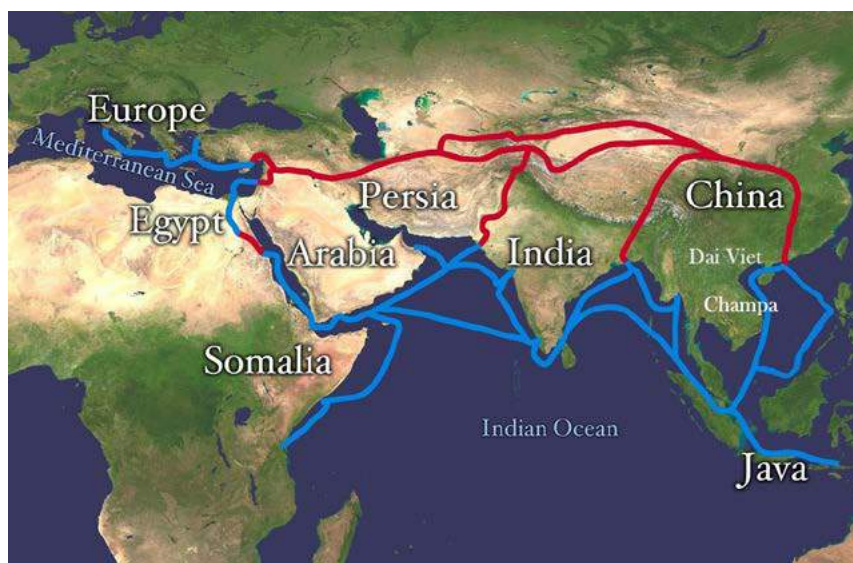 Europe
Mediterranean Sea
Egypt
Arabia
Persia
India
China
Dai Viet
Champa
Somalia
Indian Ocean
Java